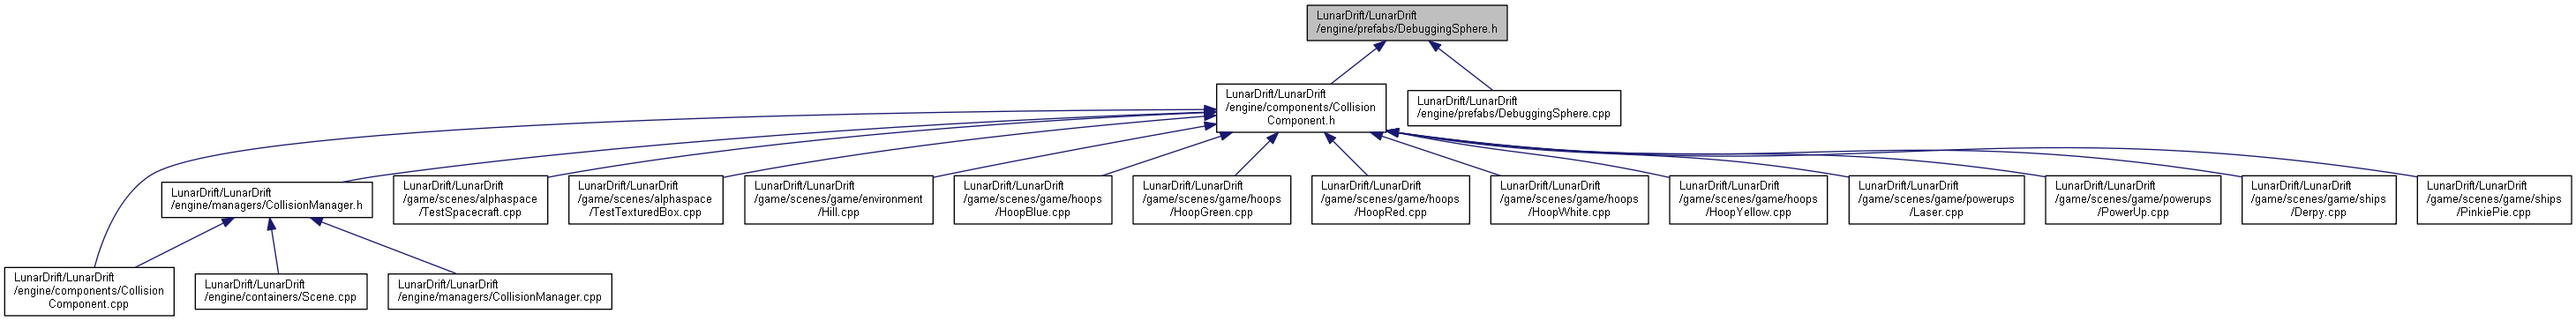 LunarDrift/LunarDrift
/engine/prefabs/DebuggingSphere.h
LunarDrift/LunarDrift
/engine/components/Collision
Component.h
LunarDrift/LunarDrift
/engine/prefabs/DebuggingSphere.cpp
LunarDrift/LunarDrift
/engine/managers/CollisionManager.h
LunarDrift/LunarDrift
/game/scenes/alphaspace
/TestSpacecraft.cpp
LunarDrift/LunarDrift
/game/scenes/alphaspace
/TestTexturedBox.cpp
LunarDrift/LunarDrift
/game/scenes/game/environment
/Hill.cpp
LunarDrift/LunarDrift
/game/scenes/game/hoops
/HoopBlue.cpp
LunarDrift/LunarDrift
/game/scenes/game/hoops
/HoopGreen.cpp
LunarDrift/LunarDrift
/game/scenes/game/hoops
/HoopRed.cpp
LunarDrift/LunarDrift
/game/scenes/game/hoops
/HoopWhite.cpp
LunarDrift/LunarDrift
/game/scenes/game/hoops
/HoopYellow.cpp
LunarDrift/LunarDrift
/game/scenes/game/powerups
/Laser.cpp
LunarDrift/LunarDrift
/game/scenes/game/powerups
/PowerUp.cpp
LunarDrift/LunarDrift
/game/scenes/game/ships
/Derpy.cpp
LunarDrift/LunarDrift
/game/scenes/game/ships
/PinkiePie.cpp
LunarDrift/LunarDrift
/engine/components/Collision
Component.cpp
LunarDrift/LunarDrift
/engine/containers/Scene.cpp
LunarDrift/LunarDrift
/engine/managers/CollisionManager.cpp